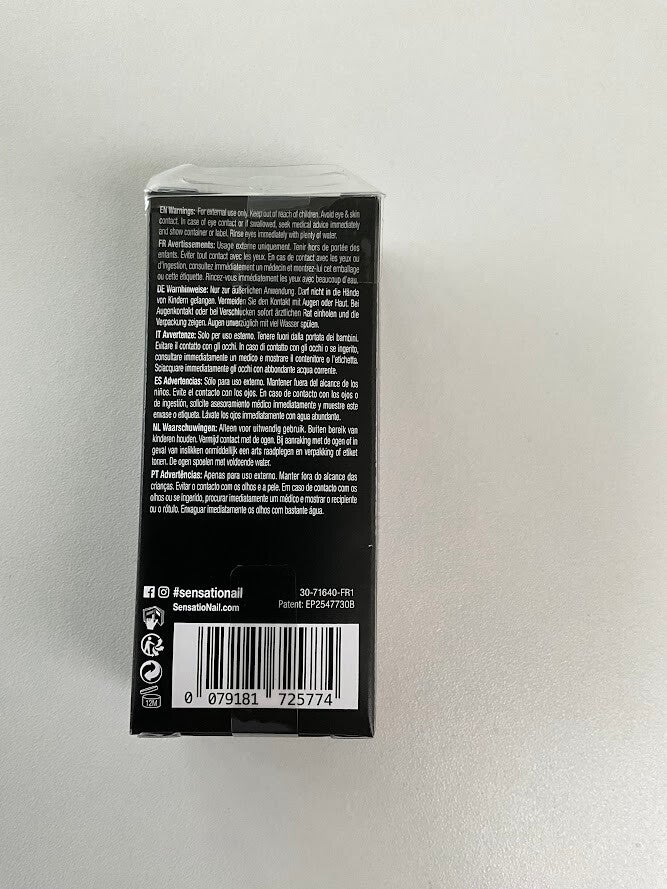 EN Warnings: For external use only. Keep out of reach of children. Avoid eye & skin
contact. In case of eye contact or if swallowed, seek medical advice immediately
and show container or label. Rinse eyes immediately with plenty of water.
FR Avertissements: Usage externe uniquement. Tenir hors de portée des
enfants. Éviter tout contact avec les yeux. En cas de contact avec les yeux ou
d'ingestion, consultez immédiatement un médecin et montrez-lui cet emballage
ou cette étiquette. Rincez-vous immédiatement les yeux avec beaucoup d'eau.
DE Warnhinweise: Nur zur äußerlichen Anwendung. Darf nicht in die Hände
von Kindern gelangen. Vermeiden Sie den Kontakt mit Augen oder Haut. Bei
Augenkontakt oder bei Verschlucken sofort ärztlichen Rat einholen und die
Verpackung zeigen. Augen unverzüglich mit viel Wasser spülen.
IT Avvertenze: Solo per uso esterno. Tenere fuori dalla portata dei bambini.
Evitare il contatto con gli occhi. In caso di contatto con gli occhi o se ingerito,
consultare immediatamente un medico e mostrare il contenitore o l'etichetta.
Sciacquare immediatamente gli occhi con abbondante acqua corrente.
ES Advertencias: Sólo para uso externo. Mantener fuera del alcance de los
niños. Evite el contacto con los ojos. En caso de contacto con los ojos o
de ingestión, solicite asesoramiento médico inmediatamente y muestre este
envase o etiqueta. Lávate los ojos inmediatamente con agua abundante.
NL Waarschuwingen: Alleen voor uitwendig gebruik. Buiten bereik van
kinderen houden. Vermijd contact met de ogen. Bij aanraking met de ogen of in
geval van inslikken onmiddellijk een arts raadplegen en verpakking of etiket
tonen. De ogen spoelen met voldoende water.
PT Advertências: Apenas para uso externo. Manter fora do alcance das
crianças. Evitar o contacto com os olhos e a pele. Em caso de contacto com os
olhos ou se ingerido, procurar imediatamente um médico e mostrar o recipiente
ou o rótulo. Enxaguar imediatamente os olhos com bastante água.
#sensationail
30-71640-FR1
SensatioNail.com
Patent: EP2547730B
0 079181 725774
12M